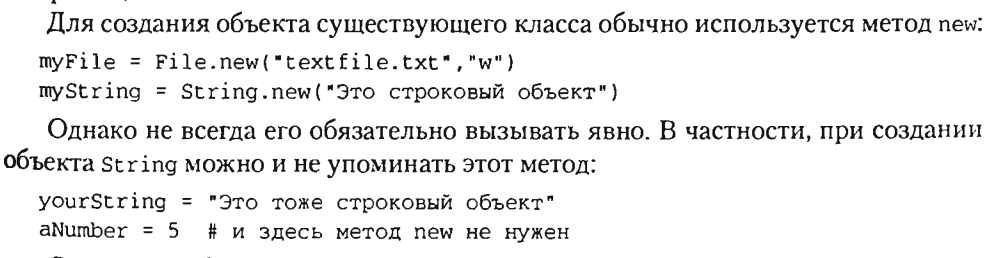 Для создания объекта существующего класса обычно используется метод new:
myFile = File.new("textfile.txt","w")
myString = String.new("Это строковый объект")
Однако не всегда его обязательно вызывать явно. В частности, при создании
объекта String можно и не упоминать этот метод:
yourString = "Это тоже строковый объект"
aNumber = 5 # и здесь метод new не нужен